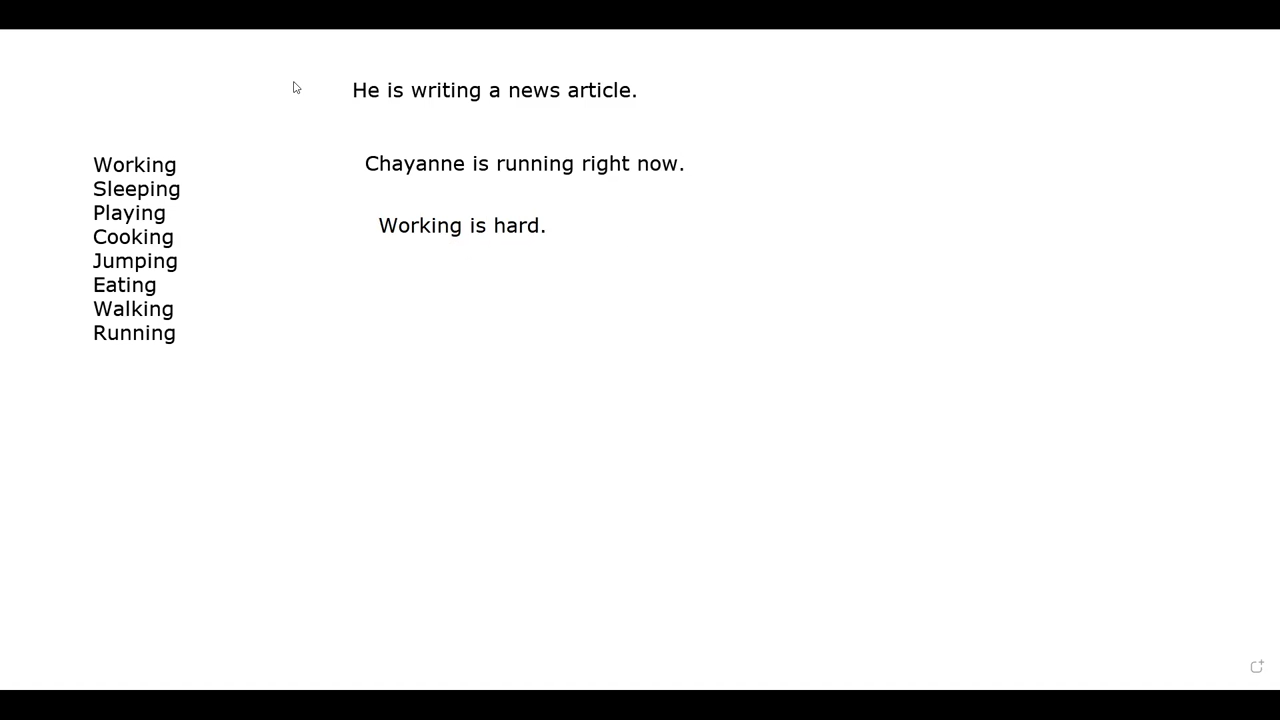 He is writing a news article.
Chayanne is running right now.
Working is hard.
Working
Sleeping
Playing
Cooking
Jumping
Eating
Walking
Running